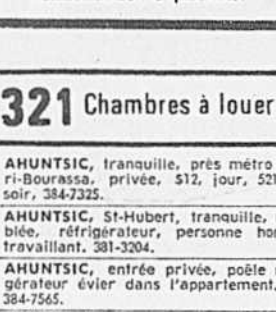 321 Chambres à louer
AHUNTSIC, tranquille, près métro
ri-Bourassa, privée, $12, jour, 521
soir, 384-7325.
AHUNTSIC, St-Hubert, tranquille,
blée, réfrigérateur, personne hon
travaillant. 381-3204.
AHUNTSIC, entrée privée, poêle
gérateur évier dans l'appartement,
384-7565.